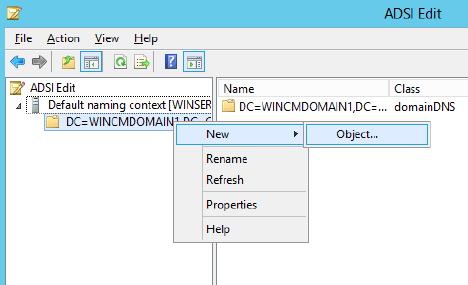 ADSI Edit
File Action View Help
ADSI Edit
Default naming context [WINSER
DC=WINCMDOMAIN1,DC=
Name Class
DC=WINCMDOMAIN1,DC=... domainDNS
New
Object...
Rename
Refresh
Properties
Help